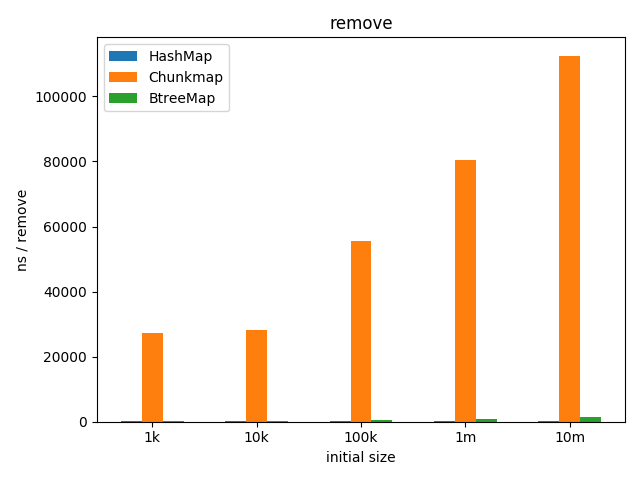 remove
HashMap
Chunkmap
BtreeMap
100000
80000
60000
40000
20000
0
ns / remove
1k 10k 100k 1m 10m
initial size